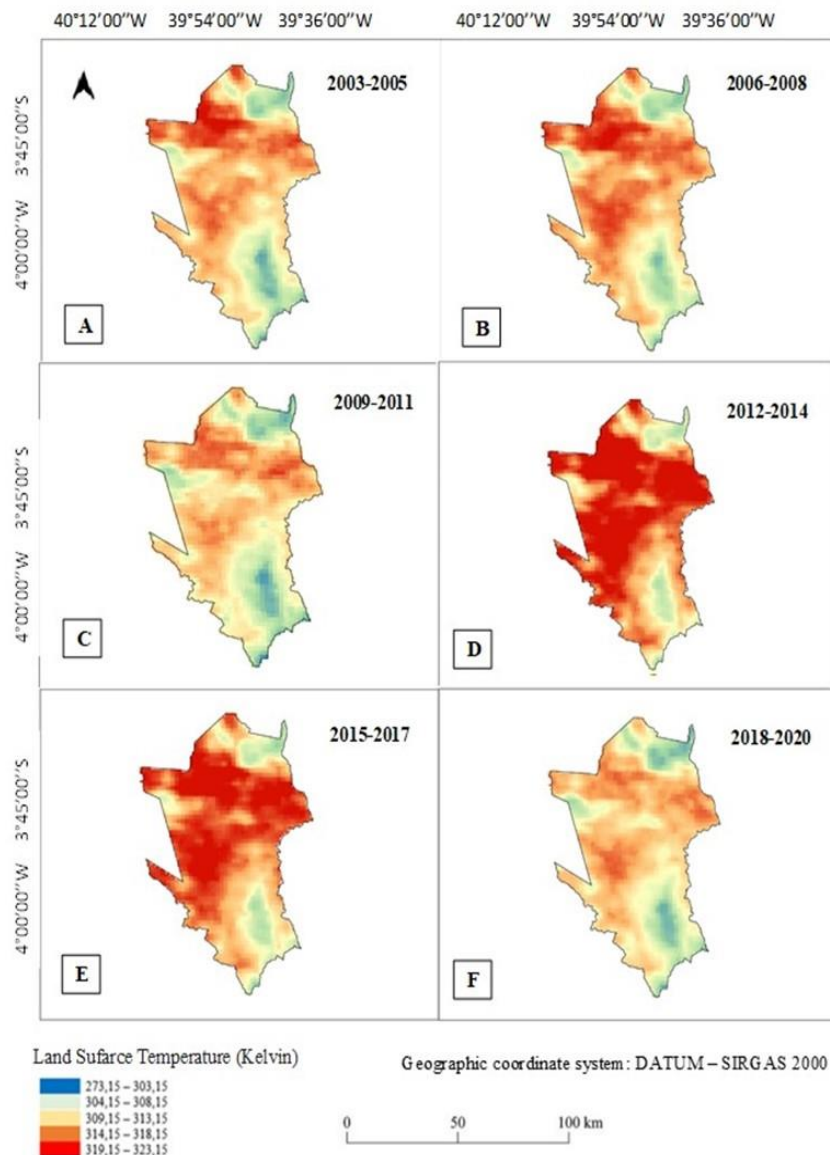 40°12'00''W 39°54'00''W 39°36'00''W 40°12'00''W 39°54'00''W 39°36'00''W
2003-2005
3°45'00''S
4°00'00''W
A
2006-2008
B
2009-2011
3°45'00''S
4°00'00''W
C
2012-2014
D
2015-2017
3°45'00''S
4°00'00''W
E
2018-2020
F
Land Sufarce Temperature (Kelvin)
273,15 – 303,15
304,15 – 308,15
309,15 – 313,15
314,15 – 318,15
319,15 – 323,15
Geographic coordinate system: DATUM – SIRGAS 2000
0 50 100 km